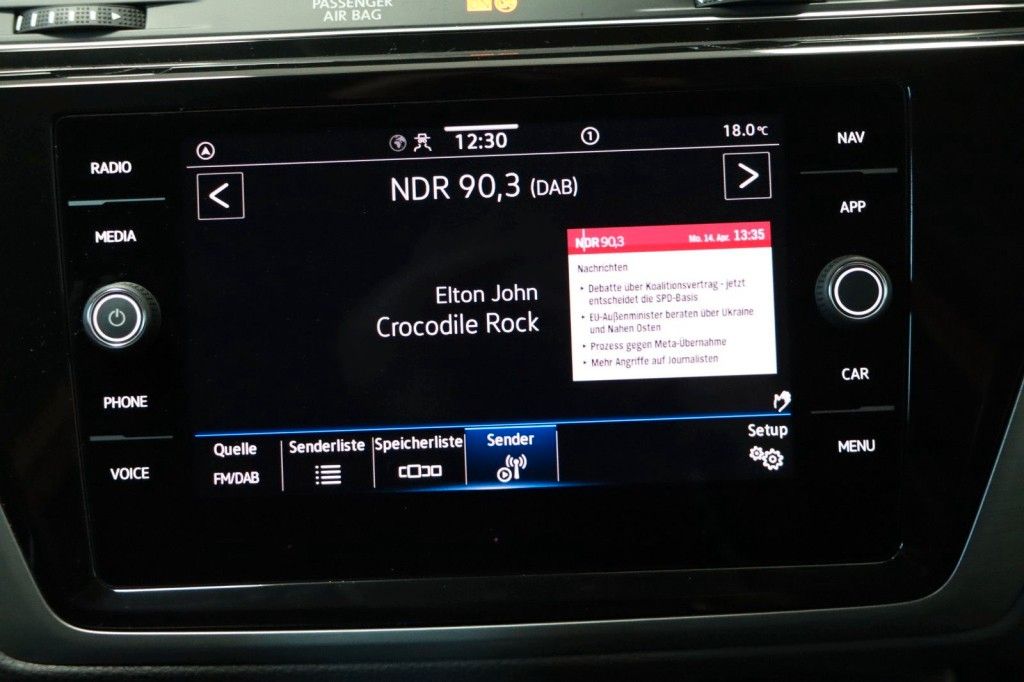 PASSENGER
AIR BAG
RADIO
MEDIA
PHONE
VOICE
12:30
1
18.0°C
<
NDR 90,3 (DAB)
>
Elton John
Crocodile Rock
NDR 90,3 Mo. 14. Apr. 13:35
Nachrichten
• Debatte über Koalitionsvertrag - jetzt
entscheidet die SPD-Basis
• EU-Außenminister beraten über Ukraine
und Nahen Osten
• Prozess gegen Meta-Übernahme
• Mehr Angriffe auf Journalisten
Quelle
FM/DAB
Senderliste
Speicherliste
Sender
Setup
NAV
APP
CAR
MENU